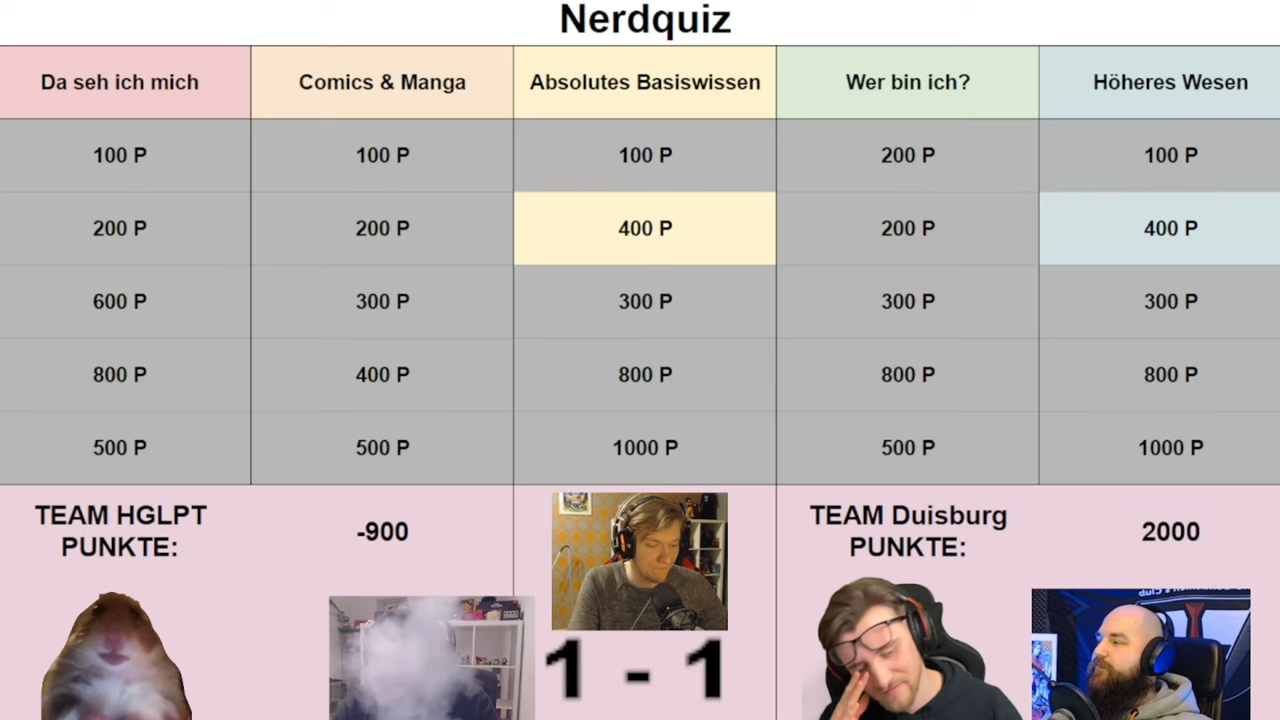 Nerdquiz
Da seh ich mich
Comics & Manga
Absolutes Basiswissen
Wer bin ich?
Höheres Wesen
100 P
100 P
100 P
200 P
100 P
200 P
200 P
400 P
200 P
400 P
600 P
300 P
300 P
300 P
300 P
800 P
400 P
800 P
800 P
800 P
500 P
500 P
1000 P
500 P
1000 P
TEAM HGLPT
PUNKTE:
-900
TEAM Duisburg
PUNKTE:
2000
1 - 1